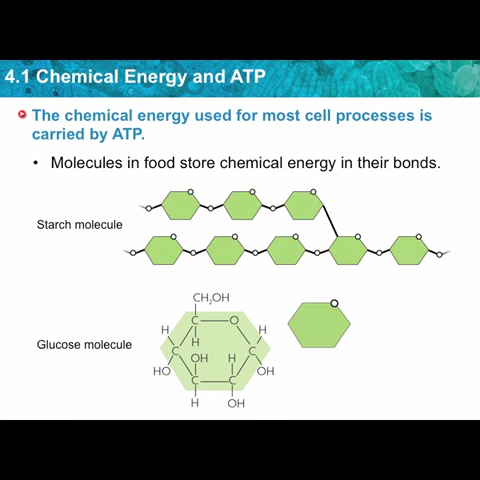 4.1 Chemical Energy and ATP
The chemical energy used for most cell processes is
carried by ATP.
• Molecules in food store chemical energy in their bonds.
Starch molecule
Glucose molecule
CH₂OH
C O
H H H
C OH H C
HO OH
C C
H OH